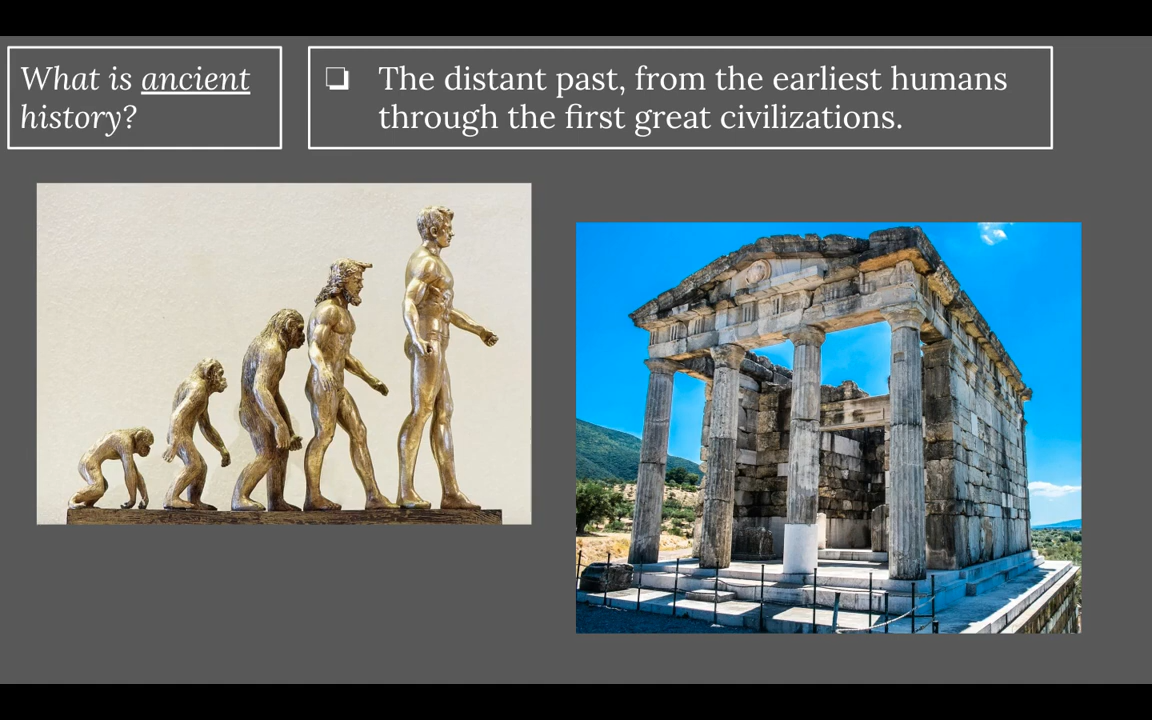 What is ancient
history?
❏ The distant past, from the earliest humans
through the first great civilizations.